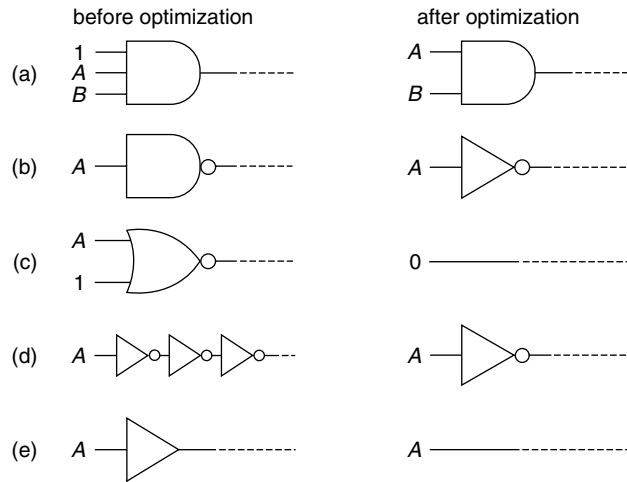 before optimization
after optimization
(a)
1
A
B
A
B
(b)
A
A
(c)
A
1
0
(d)
A
A
(e)
A
A